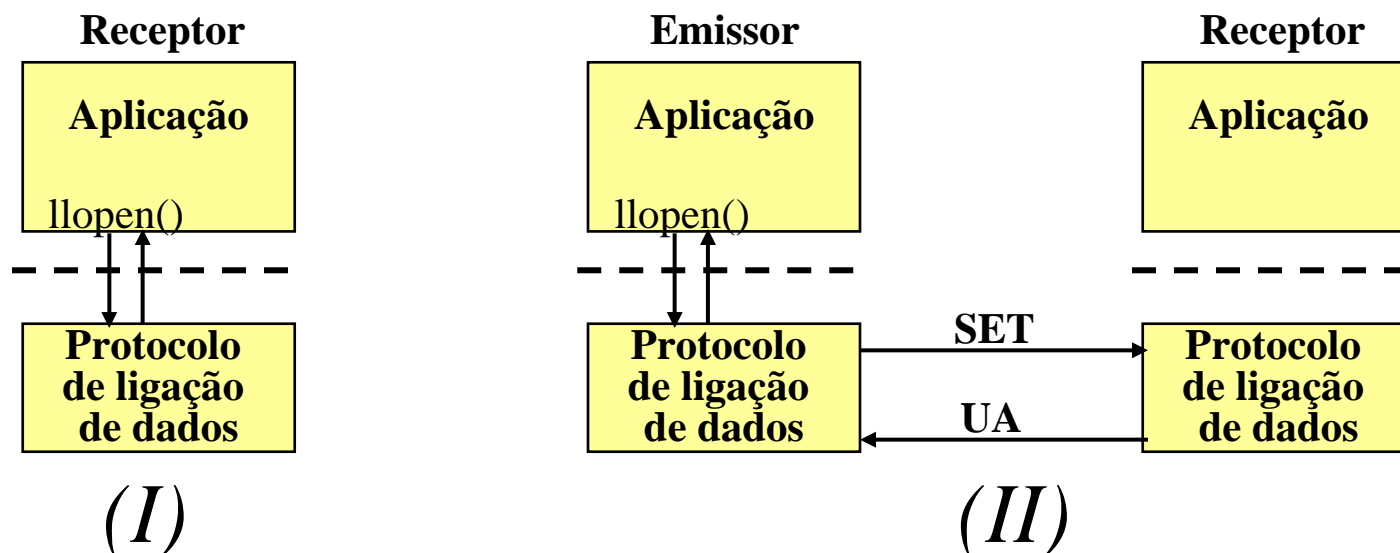 Receptor
Aplicação
llopen()
Protocolo
de ligação
de dados
(I)
Emissor
Aplicação
llopen()
Protocolo
de ligação
de dados
SET
UA
Receptor
Aplicação
Protocolo
de ligação
de dados
(II)